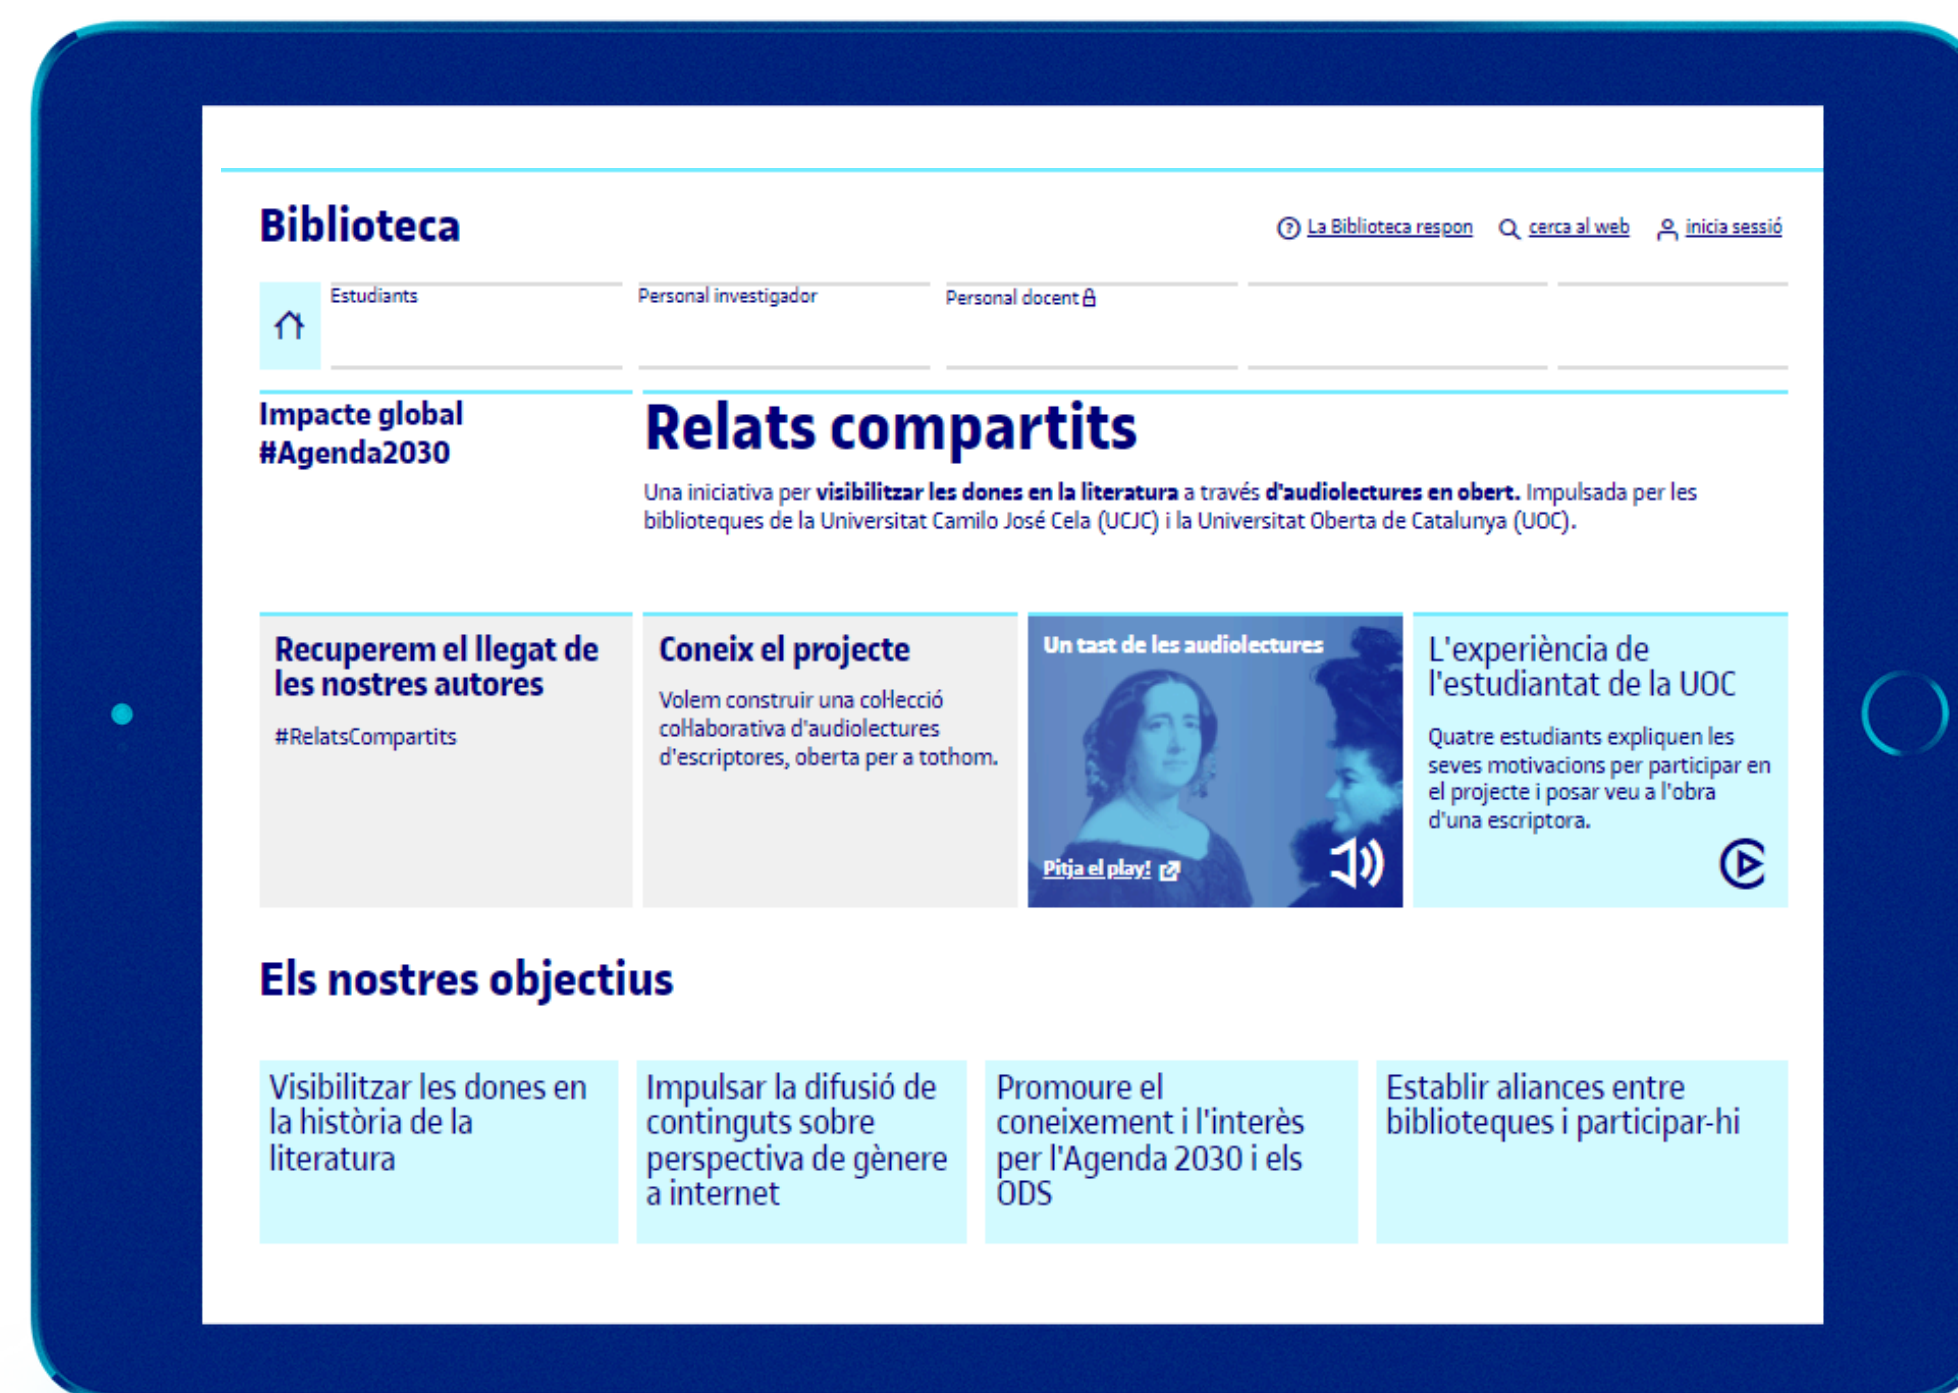 Biblioteca
La Biblioteca respon
cerca al web
inicia sessió
Estudiants
Personal investigador
Personal docent
Impacte global
#Agenda2030
Relats compartits
Una iniciativa per visibilitzar les dones en la literatura a través d'audiolectures en obert. Impulsada per les
biblioteques de la Universitat Camilo José Cela (UCJC) i la Universitat Oberta de Catalunya (UOC).
Recuperem el llegat de
les nostres autores
#RelatsCompartits
Coneix el projecte
Volem construir una col·lecció
col·laborativa d'audiolectures
d'escriptores, oberta per a tothom.
Un tast de les audiolectures
Pitja el play!
L'experiència de
l'estudiantat de la UOC
Quatre estudiants expliquen les
seves motivacions per participar en
el projecte i posar veu a l'obra
d'una escriptora.
Els nostres objectius
Visibilitzar les dones en
la història de la
literatura
Impulsar la difusió de
continguts sobre
perspectiva de gènere
a internet
Promoure el
coneixement i l'interès
per l'Agenda 2030 i els
ODS
Establir aliances entre
biblioteques i participar-hi